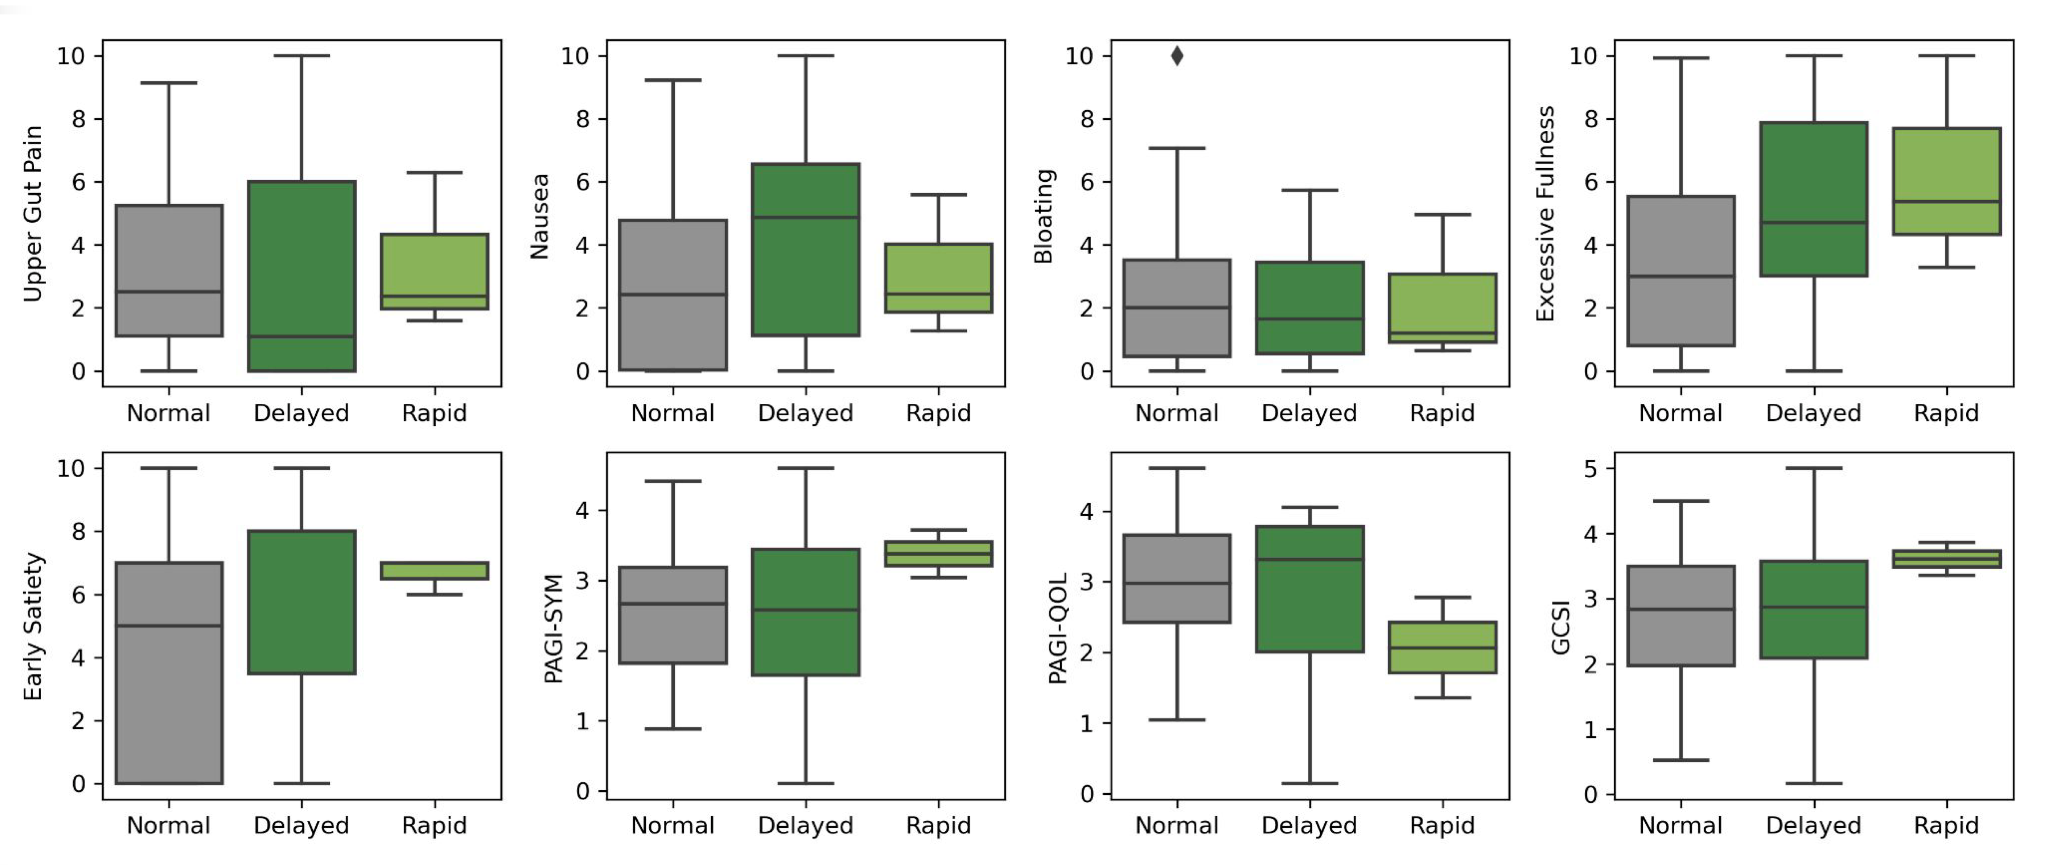 Upper Gut Pain
10
8
6
4
2
0
Normal Delayed Rapid
Nausea
10
8
6
4
2
0
Normal Delayed Rapid
Bloating
10
8
6
4
2
0
Normal Delayed Rapid
Excessive Fullness
10
8
6
4
2
0
Normal Delayed Rapid
Early Satiety
10
8
6
4
2
0
Normal Delayed Rapid
PAGI-SYM
4
3
2
1
0
Normal Delayed Rapid
PAGI-QOL
4
3
2
1
0
Normal Delayed Rapid
GCSI
5
4
3
2
1
0
Normal Delayed Rapid